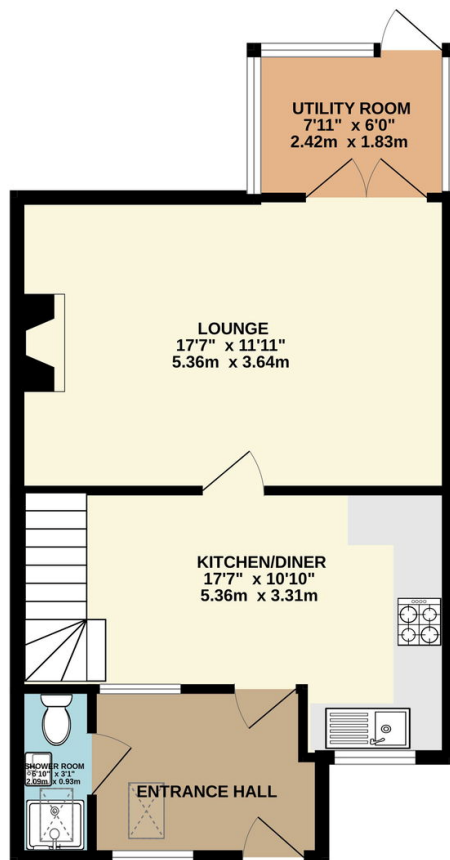 UTILITY ROOM
7'11" x 6'0"
2.42m x 1.83m
LOUNGE
17'7" x 11'11"
5.36m x 3.64m
KITCHEN/DINER
17'7" x 10'10"
5.36m x 3.31m
SHOWER ROOM
6'10" x 3'1"
2.09m x 0.93m
ENTRANCE HALL